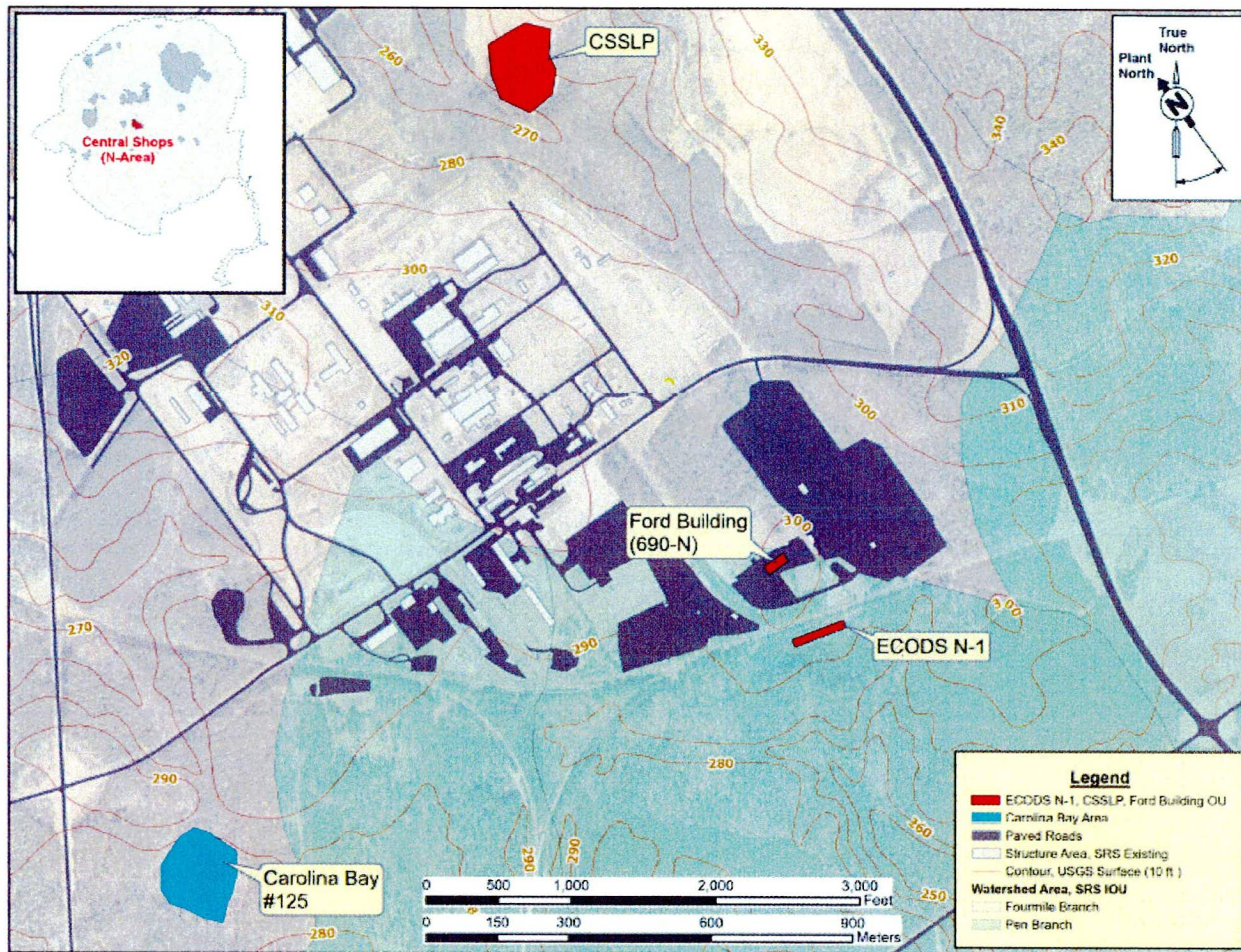 Central Shops
(N-Area)
CSSLP
True
North
Plant
North
N
260
270
280
330
340
340
320
300
310
320
300
310
Ford Building
(690-N)
300
300
ECODS N-1
290
270
280
290
290
290
260
250
280
Carolina Bay
#125
0 500 1,000 2,000 3,000
Feet
0 150 300 600 900
Meters
Legend
ECODS N-1, CSSLP, Ford Building OU
Carolina Bay Area
Paved Roads
Structure Area, SRS Existing
Contour, USGS Surface (10 ft )
Watershed Area, SRS IOU
Fourmile Branch
Pen Branch